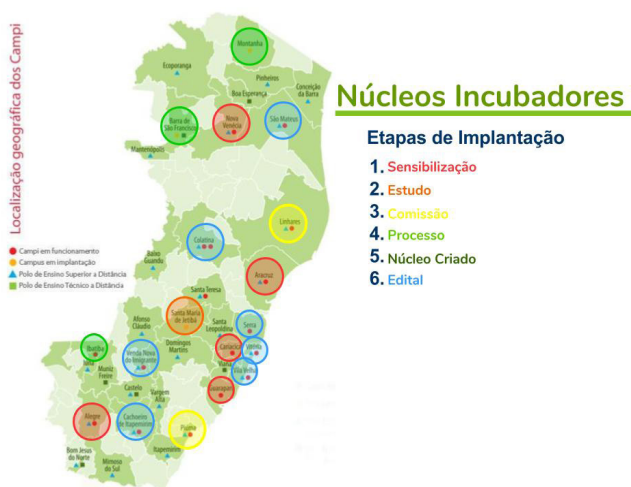 Localização geográfica dos Campi
Montanha
Ecoporanga
Pinheiros
Conceição
da Barra
Boa Esperança
Barra de
São Francisco
Nova
Venécia
São Mateus
Mantenópolis
Linhares
Colatina
Baixo
Guandu
Aracruz
Santa Teresa
Santa Maria
de Jetibá
Afonso
Cláudio
Santa
Leopoldina
Serra
Domingos
Martins
Cariacica
Vitória
Viana
Vila Velha
Ibatiba
Iúna
Muniz
Freire
Venda Nova
do Imigrante
Castelo
Vargem
Alta
Guarapari
Alegre
Cachoeiro
de Itapemirim
Piúma
Itapemirim
Bom Jesus
do Norte
Mimoso
do Sul
Campi em funcionamento
Campus em implantação
Polo de Ensino Superior a Distância
Polo de Ensino Técnico a Distância
Núcleos Incubadores
Etapas de Implantação
1. Sensibilização
2. Estudo
3. Comissão
4. Processo
5. Núcleo Criado
6. Edital